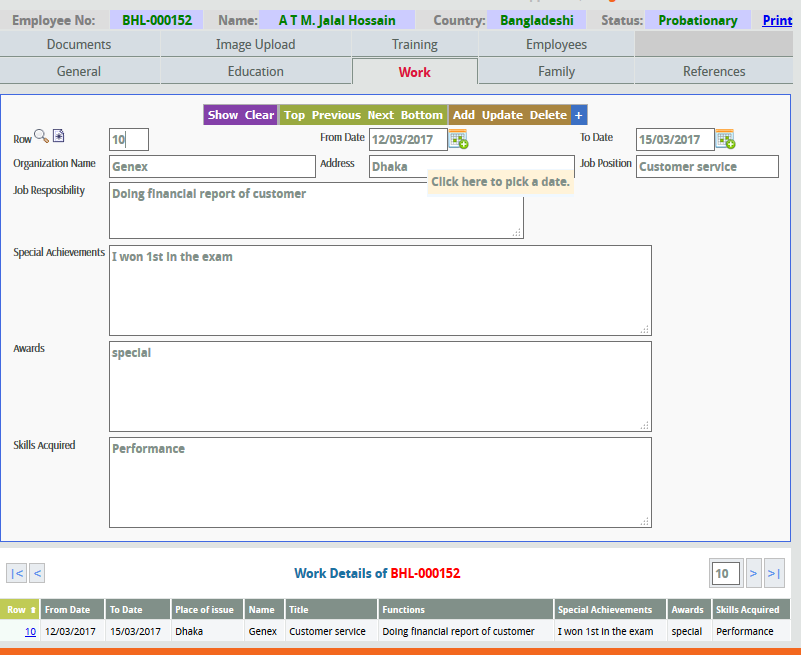 Employee No: BHL-000152 Name: A T M. Jalal Hossain Country: Bangladeshi Status: Probationary Print
Documents Image Upload Training Employees
General Education Work Family References
Show Clear Top Previous Next Bottom Add Update Delete +
Row 10 From Date 12/03/2017 To Date 15/03/2017
Organization Name Genex Address Dhaka Job Position Customer service
Click here to pick a date.
Job Resposibility Doing financial report of customer
Special Achievements I won 1st in the exam
Awards special
Skills Acquired Performance
|< < Work Details of BHL-000152 10 > >|
Row From Date To Date Place of issue Name Title Functions Special Achievements Awards Skills Acquired
10 12/03/2017 15/03/2017 Dhaka Genex Customer service Doing financial report of customer I won 1st in the exam special Performance